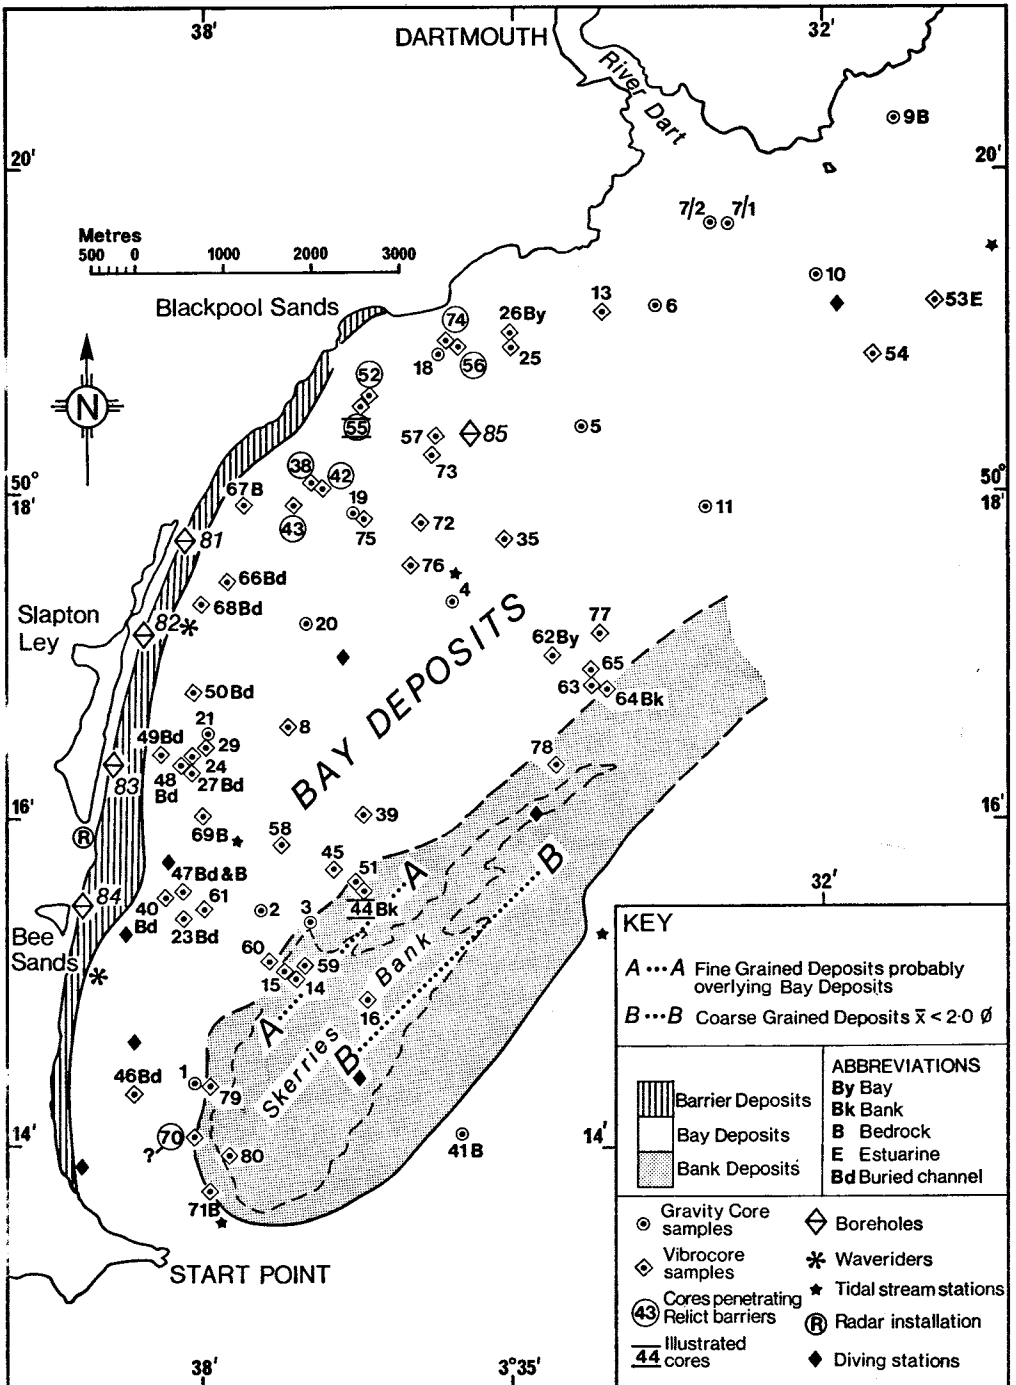 38'
32'
DARTMOUTH
River Dart
9B
20'
20'
7/2
7/1
Metres
500 0 1000 2000 3000
10
Blackpool Sands
13
6
53E
74
26By
18
25
56
54
52
55
57
85
5
73
N
38
42
50°
18'
67B
19
50°
18'
43
75
72
11
81
35
76
66Bd
4
68Bd
Slapton
Ley
82
20
77
62By
65
63
64Bk
50Bd
BAY DEPOSITS
21
8
49Bd
29
24
48
Bd
27Bd
78
83
16'
16'
39
69B
58
R
45
51
A
B
47Bd & B
32'
84
40
Bd
61
2
3
44Bk
23Bd
Bee
Sands
60
59
15
14
Bank
16
A
Skerries
B
1
79
46Bd
70
?
80
14'
14'
41B
71B
START POINT
38'
3°35'
KEY
A ••• A Fine Grained Deposits probably
overlying Bay Deposits
B ••• B Coarse Grained Deposits x̅ < 2·0 Ø
Barrier Deposits
Bay Deposits
Bank Deposits
ABBREVIATIONS
By Bay
Bk Bank
B Bedrock
E Estuarine
Bd Buried channel
Gravity Core
samples
Vibrocore
samples
43 Cores penetrating
Relict barriers
44 Illustrated
cores
Boreholes
Waveriders
Tidal stream stations
R Radar installation
Diving stations